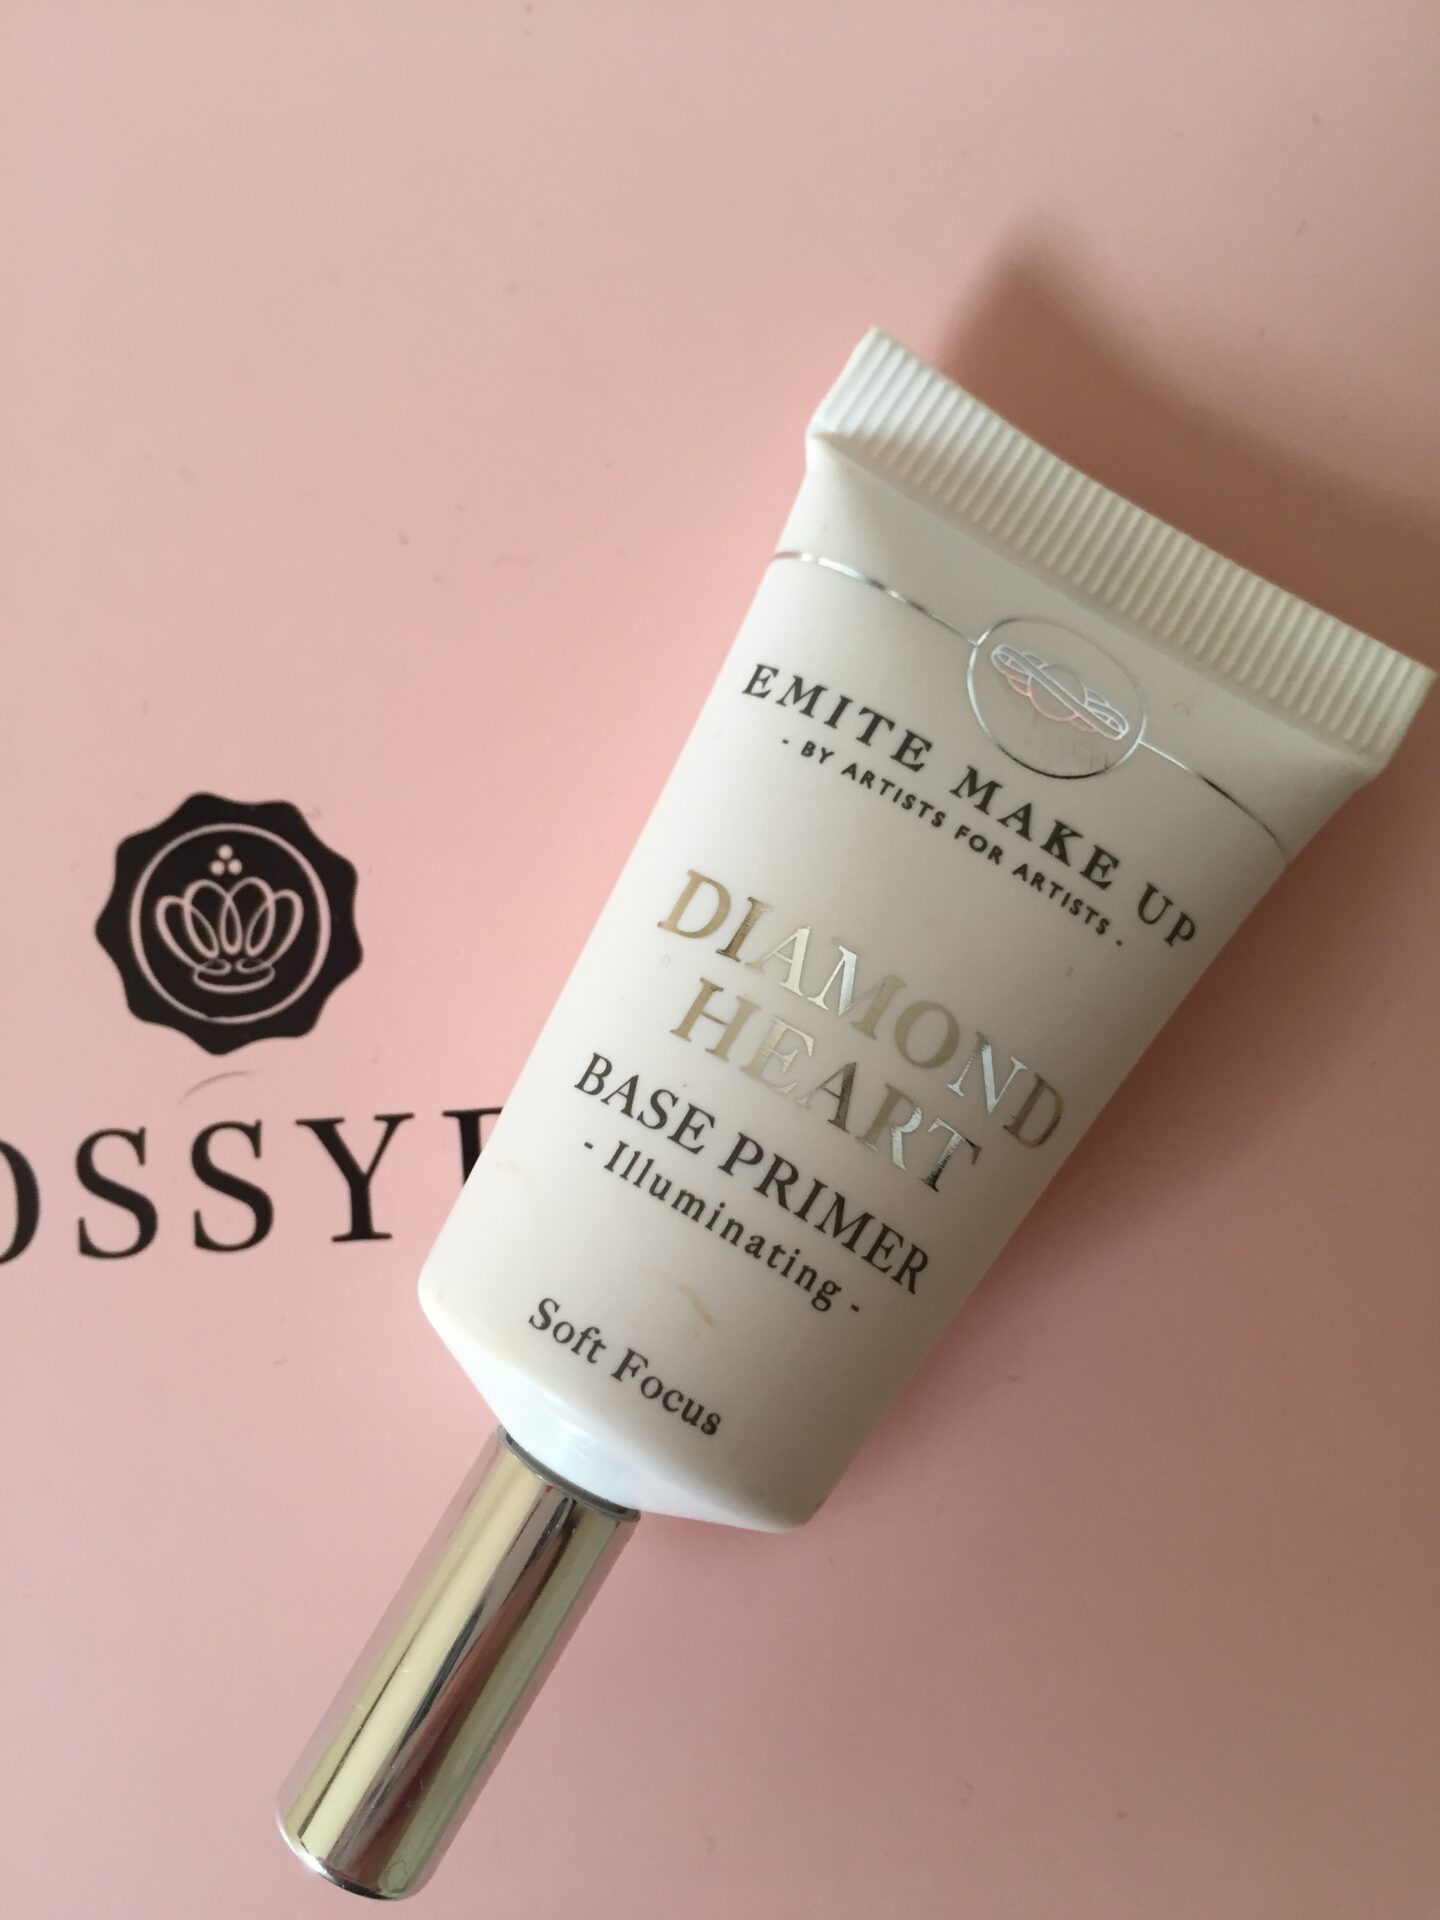 EMITE MAKE UP
- BY ARTISTS FOR ARTISTS -
DIAMOND
HEART
BASE PRIMER
- Illuminating -
Soft Focus
OSSYB